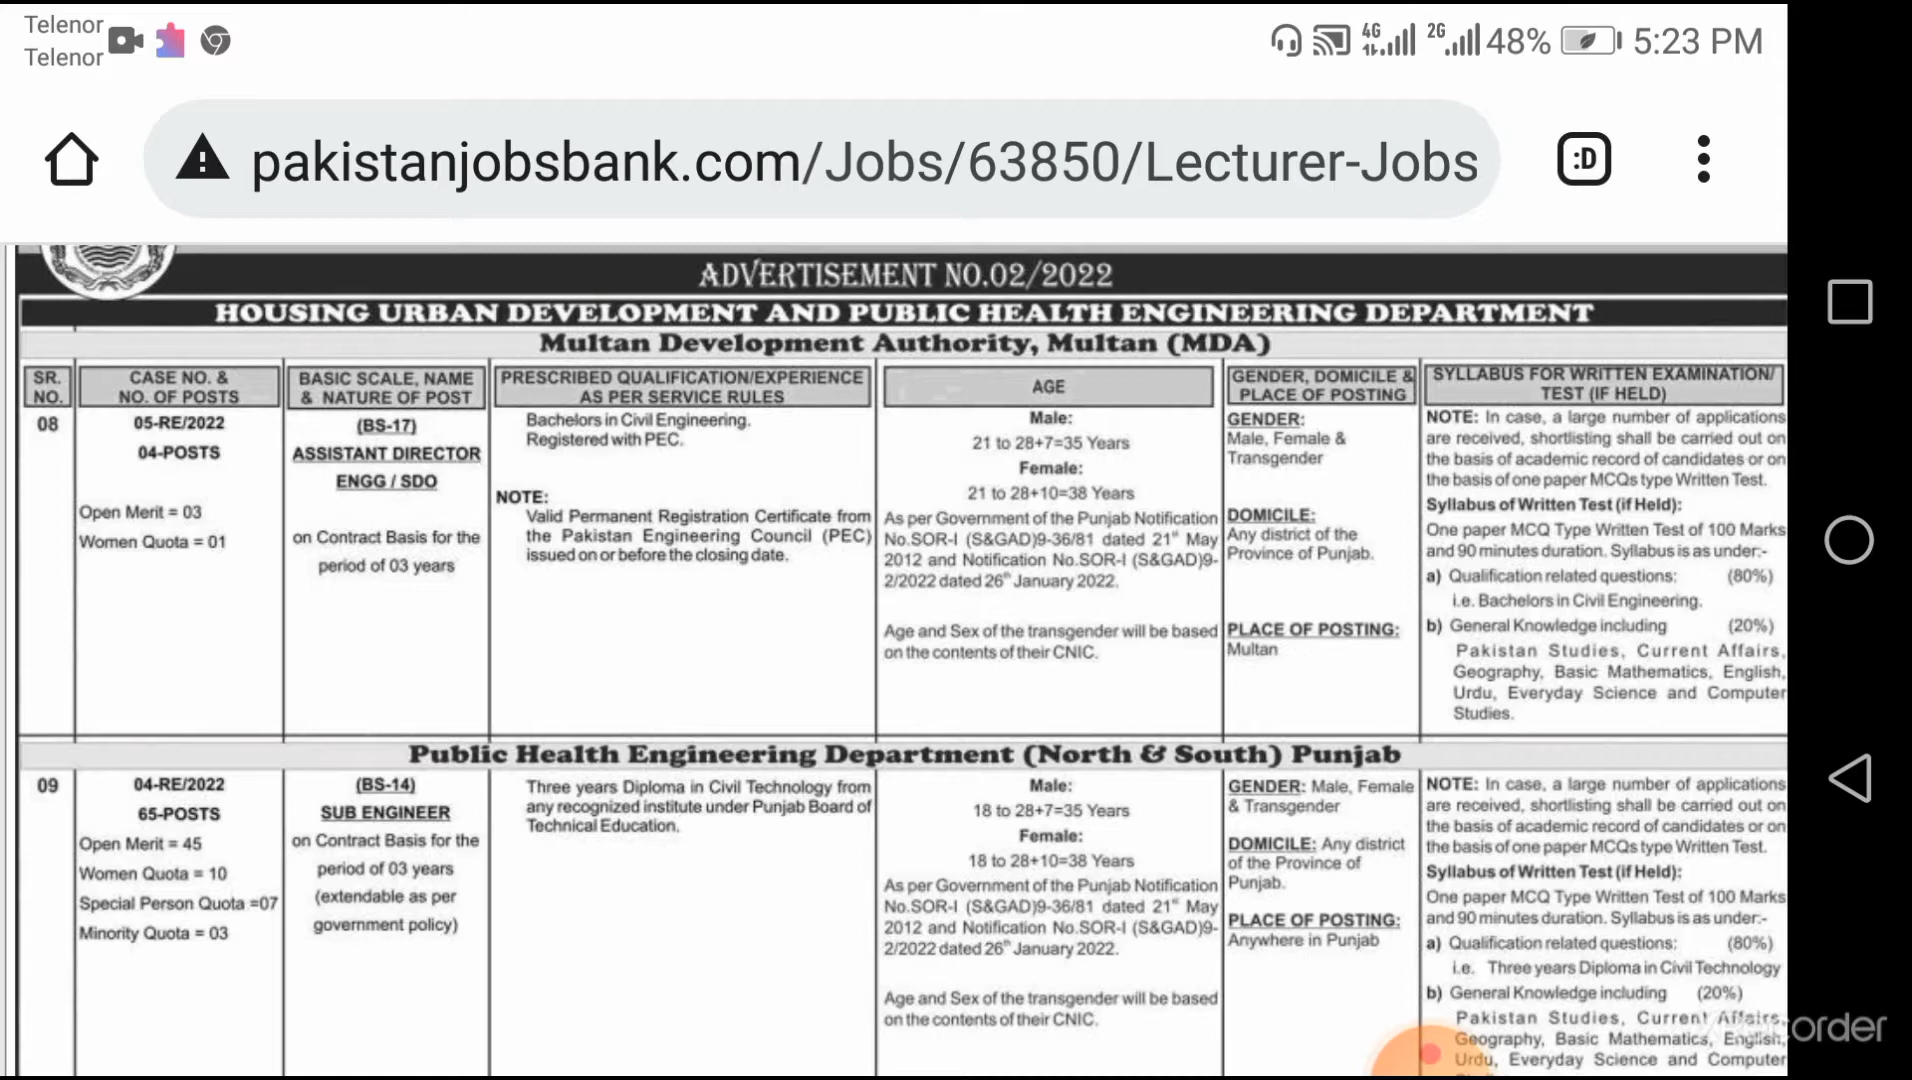 Telenor
Telenor
4G
2G
48%
5:23 PM
pakistanjobsbank.com/Jobs/63850/Lecturer-Jobs
:D
ADVERTISEMENT NO.02/2022
HOUSING URBAN DEVELOPMENT AND PUBLIC HEALTH ENGINEERING DEPARTMENT
Multan Development Authority, Multan (MDA)
SR.
NO.
CASE NO. &
NO. OF POSTS
BASIC SCALE, NAME
& NATURE OF POST
PRESCRIBED QUALIFICATION/EXPERIENCE
AS PER SERVICE RULES
AGE
GENDER, DOMICILE &
PLACE OF POSTING
SYLLABUS FOR WRITTEN EXAMINATION/
TEST (IF HELD)
08
05-RE/2022
04-POSTS
Open Merit = 03
Women Quota = 01
(BS-17)
ASSISTANT DIRECTOR
ENGG / SDO
on Contract Basis for the
period of 03 years
Bachelors in Civil Engineering.
Registered with PEC.
NOTE:
Valid Permanent Registration Certificate from
the Pakistan Engineering Council (PEC)
issued on or before the closing date.
Male:
21 to 28+7=35 Years
Female:
21 to 28+10=38 Years
As per Government of the Punjab Notification
No.SOR-I (S&GAD)9-36/81 dated 21st May
2012 and Notification No.SOR-I (S&GAD)9-
2/2022 dated 26th January 2022.
Age and Sex of the transgender will be based
on the contents of their CNIC.
GENDER:
Male, Female &
Transgender
DOMICILE:
Any district of the
Province of Punjab.
PLACE OF POSTING:
Multan
NOTE: In case, a large number of applications
are received, shortlisting shall be carried out on
the basis of academic record of candidates or on
the basis of one paper MCQs type Written Test.
Syllabus of Written Test (if Held):
One paper MCQ Type Written Test of 100 Marks
and 90 minutes duration. Syllabus is as under:-
a) Qualification related questions: (80%)
i.e. Bachelors in Civil Engineering.
b) General Knowledge including (20%)
Pakistan Studies, Current Affairs,
Geography, Basic Mathematics, English,
Urdu, Everyday Science and Computer
Studies.
Public Health Engineering Department (North & South) Punjab
09
04-RE/2022
65-POSTS
Open Merit = 45
Women Quota = 10
Special Person Quota =07
Minority Quota = 03
(BS-14)
SUB ENGINEER
on Contract Basis for the
period of 03 years
(extendable as per
government policy)
Three years Diploma in Civil Technology from
any recognized institute under Punjab Board of
Technical Education.
Male:
18 to 28+7=35 Years
Female:
18 to 28+10=38 Years
As per Government of the Punjab Notification
No.SOR-I (S&GAD)9-36/81 dated 21st May
2012 and Notification No.SOR-I (S&GAD)9-
2/2022 dated 26th January 2022.
Age and Sex of the transgender will be based
on the contents of their CNIC.
GENDER: Male, Female
& Transgender
DOMICILE: Any district
of the Province of
Punjab.
PLACE OF POSTING:
Anywhere in Punjab
NOTE: In case, a large number of applications
are received, shortlisting shall be carried out on
the basis of academic record of candidates or on
the basis of one paper MCQs type Written Test.
Syllabus of Written Test (if Held):
One paper MCQ Type Written Test of 100 Marks
and 90 minutes duration. Syllabus is as under:-
a) Qualification related questions: (80%)
i.e. Three years Diploma in Civil Technology
b) General Knowledge including (20%)
Pakistan Studies, Current Affairs,
Geography, Basic Mathematics, English,
Urdu, Everyday Science and Computer